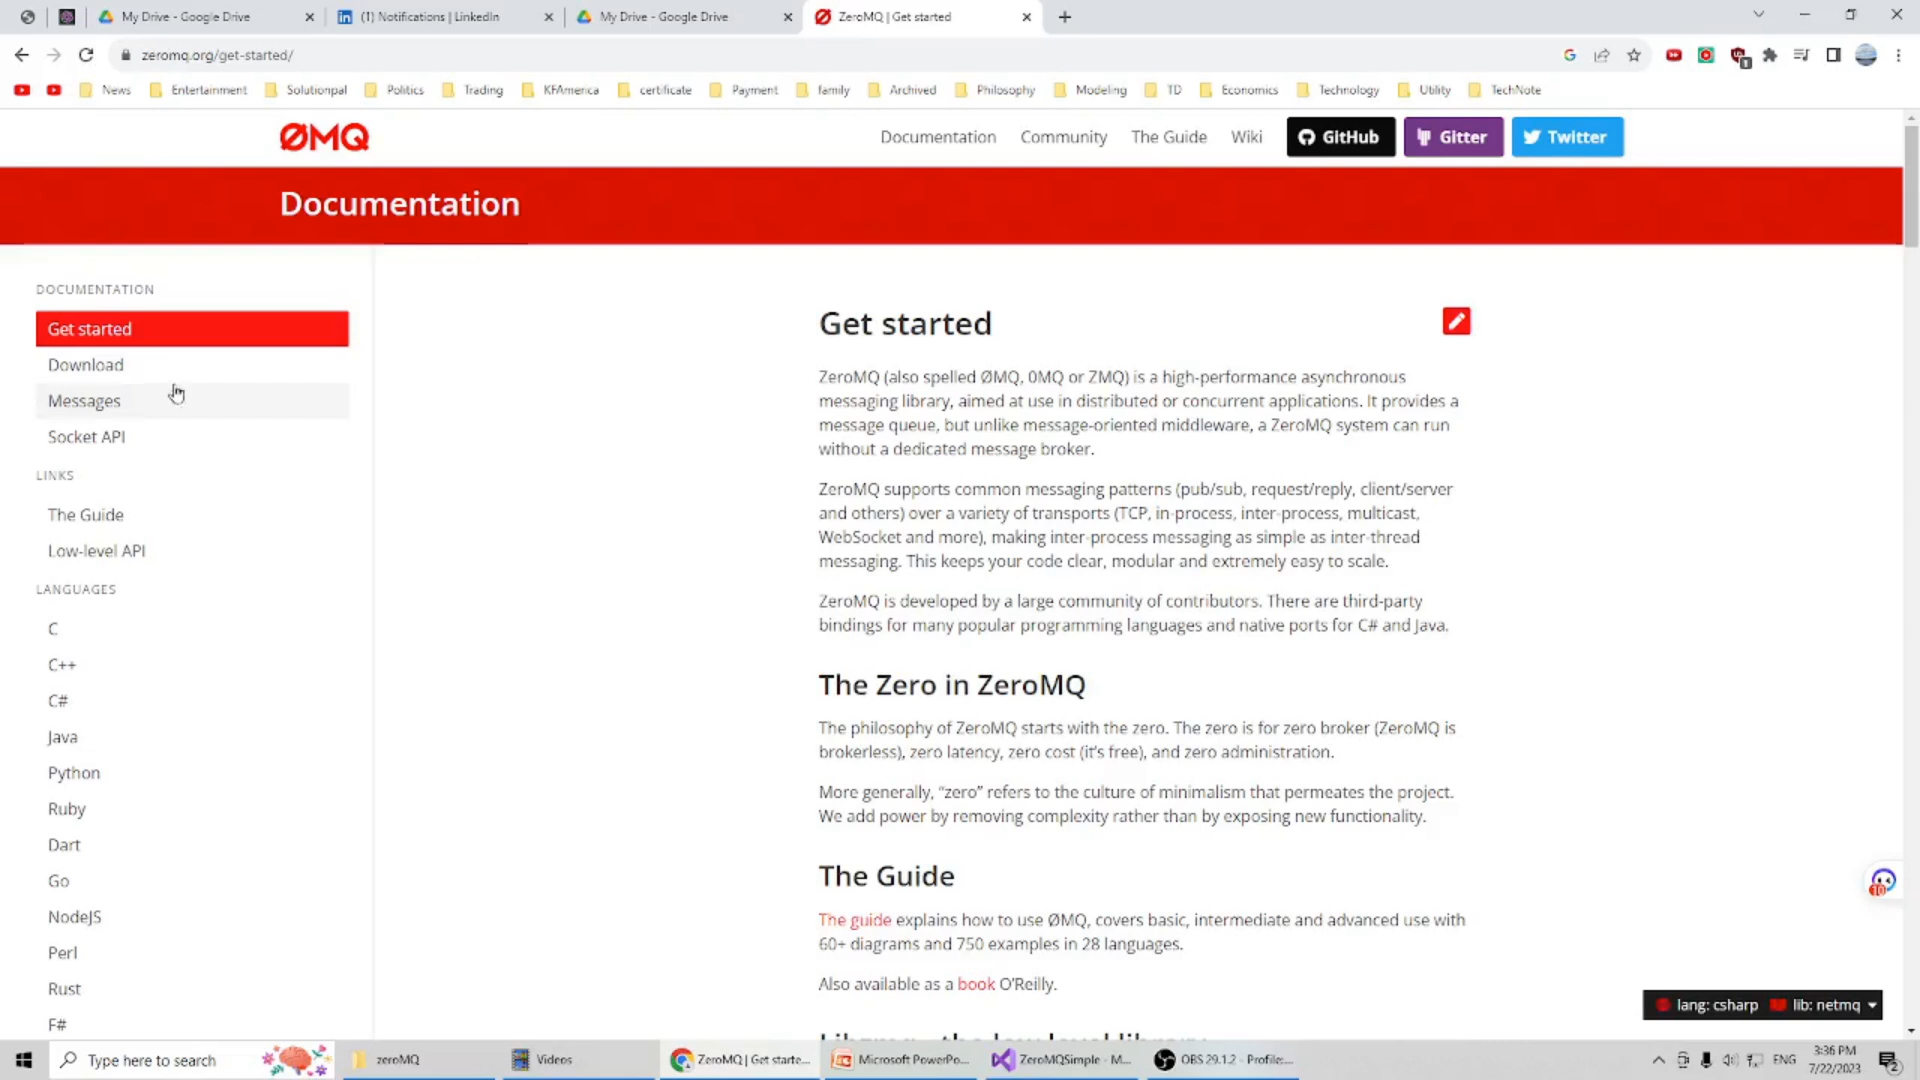 My Drive - Google Drive
(1) Notifications | LinkedIn
My Drive - Google Drive
ZeroMQ | Get started
zeromq.org/get-started/
News
Entertainment
Solutionpal
Politics
Trading
KFAmerica
certificate
Payment
family
Archived
Philosophy
Modeling
TD
Economics
Technology
Utility
TechNote
ØMQ
Documentation
Community
The Guide
Wiki
GitHub
Gitter
Twitter
Documentation
DOCUMENTATION
Get started
Download
Messages
Socket API
LINKS
The Guide
Low-level API
LANGUAGES
C
C++
C#
Java
Python
Ruby
Dart
Go
NodeJS
Perl
Rust
F#
Get started
ZeroMQ (also spelled ØMQ, 0MQ or ZMQ) is a high-performance asynchronous
messaging library, aimed at use in distributed or concurrent applications. It provides a
message queue, but unlike message-oriented middleware, a ZeroMQ system can run
without a dedicated message broker.
ZeroMQ supports common messaging patterns (pub/sub, request/reply, client/server
and others) over a variety of transports (TCP, in-process, inter-process, multicast,
WebSocket and more), making inter-process messaging as simple as inter-thread
messaging. This keeps your code clear, modular and extremely easy to scale.
ZeroMQ is developed by a large community of contributors. There are third-party
bindings for many popular programming languages and native ports for C# and Java.
The Zero in ZeroMQ
The philosophy of ZeroMQ starts with the zero. The zero is for zero broker (ZeroMQ is
brokerless), zero latency, zero cost (it's free), and zero administration.
More generally, “zero” refers to the culture of minimalism that permeates the project.
We add power by removing complexity rather than by exposing new functionality.
The Guide
The guide explains how to use ØMQ, covers basic, intermediate and advanced use with
60+ diagrams and 750 examples in 28 languages.
Also available as a book O’Reilly.
10
lang: csharp lib: netmq
Type here to search
zeroMQ
Videos
ZeroMQ | Get starte...
Microsoft PowerPo...
ZeroMQSimple - M...
OBS 29.1.2 - Profile:...
ENG
3:36 PM
7/22/2023
2